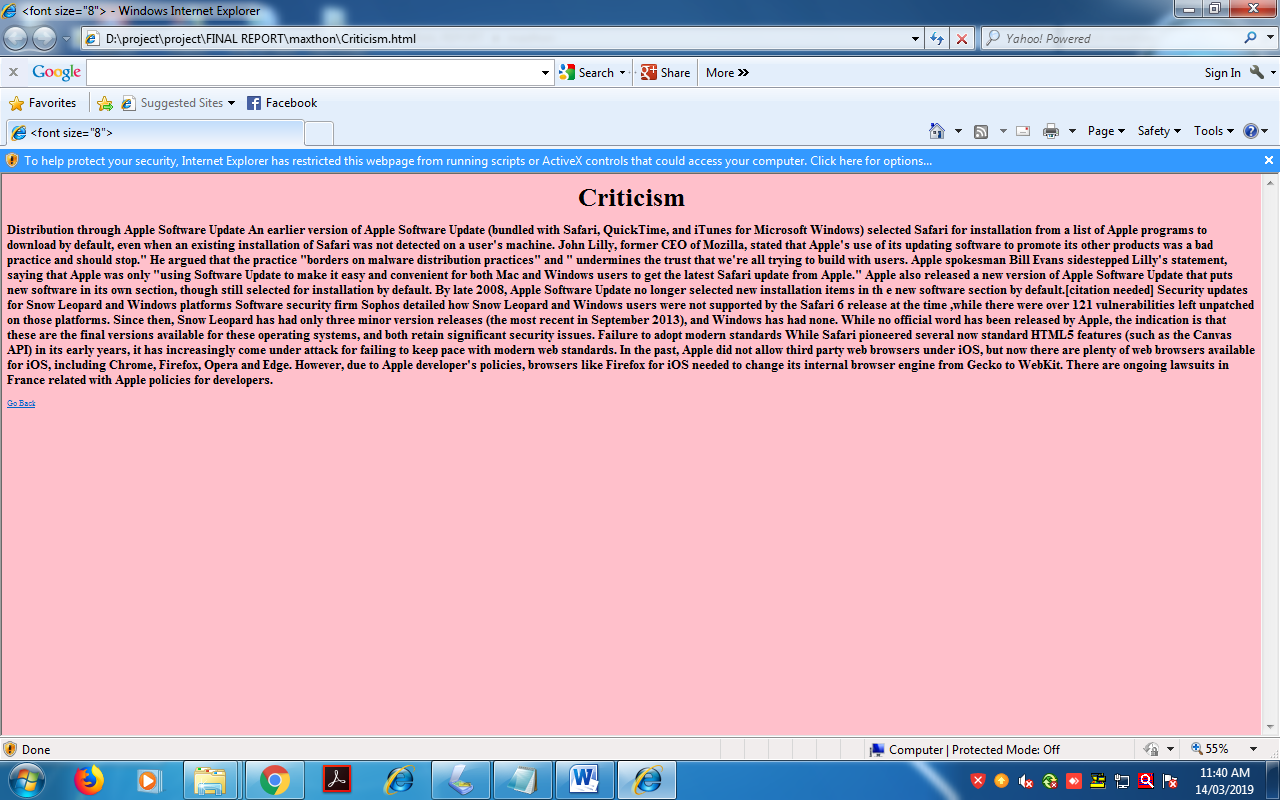 <font size="8"> - Windows Internet Explorer
D:\project\project\FINAL REPORT\maxthon\Criticism.html
Yahoo! Powered
x Google Search Share More »
Sign In
Favorites Suggested Sites Facebook
<font size="8">
Page Safety Tools
To help protect your security, Internet Explorer has restricted this webpage from running scripts or ActiveX controls that could access your computer. Click here for options...
Criticism
Distribution through Apple Software Update An earlier version of Apple Software Update (bundled with Safari, QuickTime, and iTunes for Microsoft Windows) selected Safari for installation from a list of Apple programs to
download by default, even when an existing installation of Safari was not detected on a user's machine. John Lilly, former CEO of Mozilla, stated that Apple's use of its updating software to promote its other products was a bad
practice and should stop." He argued that the practice "borders on malware distribution practices" and " undermines the trust that we're all trying to build with users. Apple spokesman Bill Evans sidestepped Lilly's statement,
saying that Apple was only "using Software Update to make it easy and convenient for both Mac and Windows users to get the latest Safari update from Apple." Apple also released a new version of Apple Software Update that puts
new software in its own section, though still selected for installation by default. By late 2008, Apple Software Update no longer selected new installation items in th e new software section by default.[citation needed] Security updates
for Snow Leopard and Windows platforms Software security firm Sophos detailed how Snow Leopard and Windows users were not supported by the Safari 6 release at the time ,while there were over 121 vulnerabilities left unpatched
on those platforms. Since then, Snow Leopard has had only three minor version releases (the most recent in September 2013), and Windows has had none. While no official word has been released by Apple, the indication is that
these are the final versions available for these operating systems, and both retain significant security issues. Failure to adopt modern standards While Safari pioneered several now standard HTML5 features (such as the Canvas
API) in its early years, it has increasingly come under attack for failing to keep pace with modern web standards. In the past, Apple did not allow third party web browsers under iOS, but now there are plenty of web browsers available
for iOS, including Chrome, Firefox, Opera and Edge. However, due to Apple developer's policies, browsers like Firefox for iOS needed to change its internal browser engine from Gecko to WebKit. There are ongoing lawsuits in
France related with Apple policies for developers.
Go Back
Done
Computer | Protected Mode: Off
55%
11:40 AM
14/03/2019